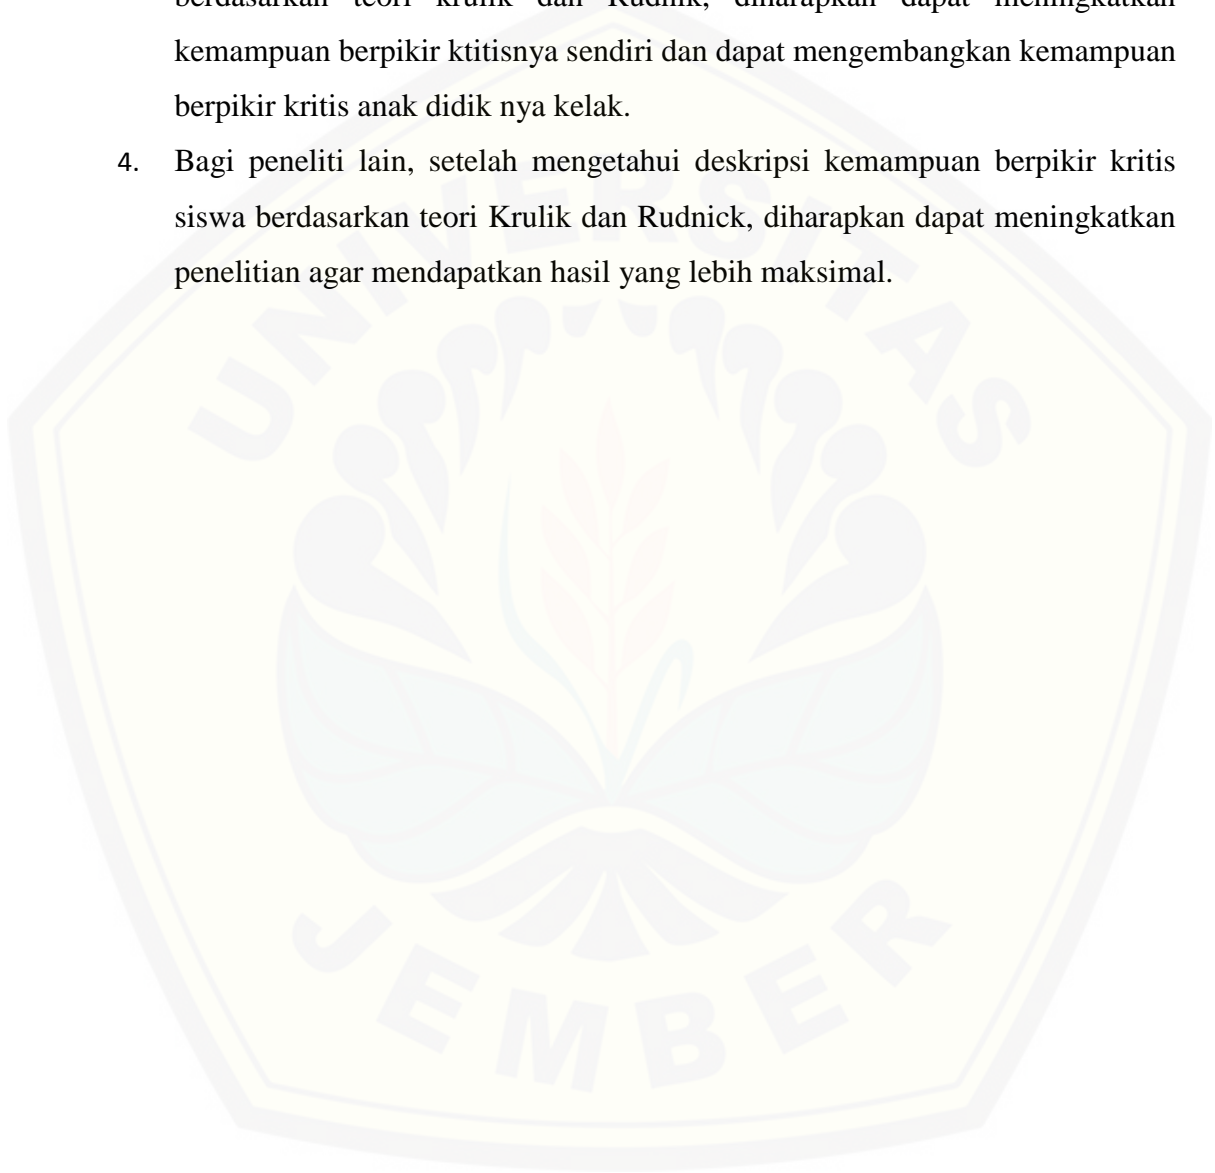 berdasarkan teori krulik dan Rudnik, diharapkan dapat meningkatkan
kemampuan berpikir ktitisnya sendiri dan dapat mengembangkan kemampuan
berpikir kritis anak didik nya kelak.
4. Bagi peneliti lain, setelah mengetahui deskripsi kemampuan berpikir kritis
siswa berdasarkan teori Krulik dan Rudnick, diharapkan dapat meningkatkan
penelitian agar mendapatkan hasil yang lebih maksimal.
UNIVERSITAS
JEMBER